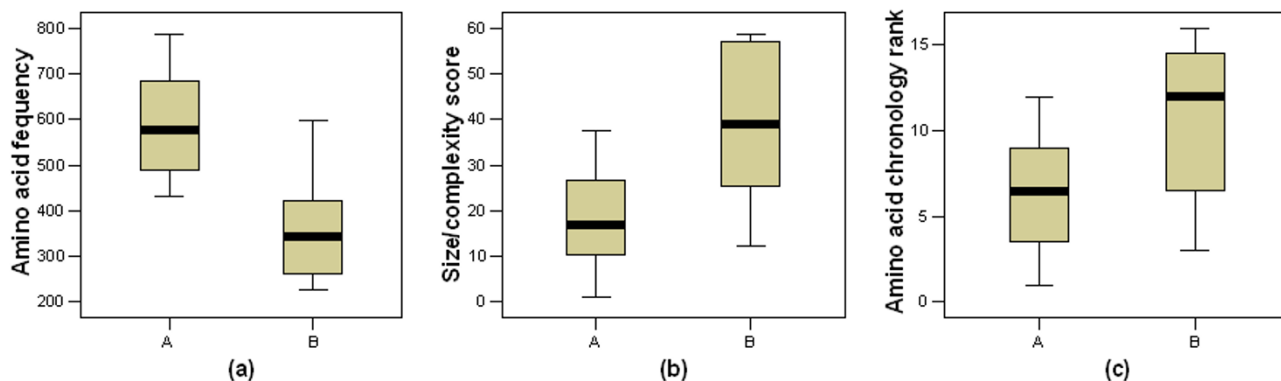 Amino acid fequency
800
700
600
500
400
300
200
A
B
(a)
Size/complexity score
60
50
40
30
20
10
0
A
B
(b)
Amino acid chronology rank
15
10
5
0
A
B
(c)